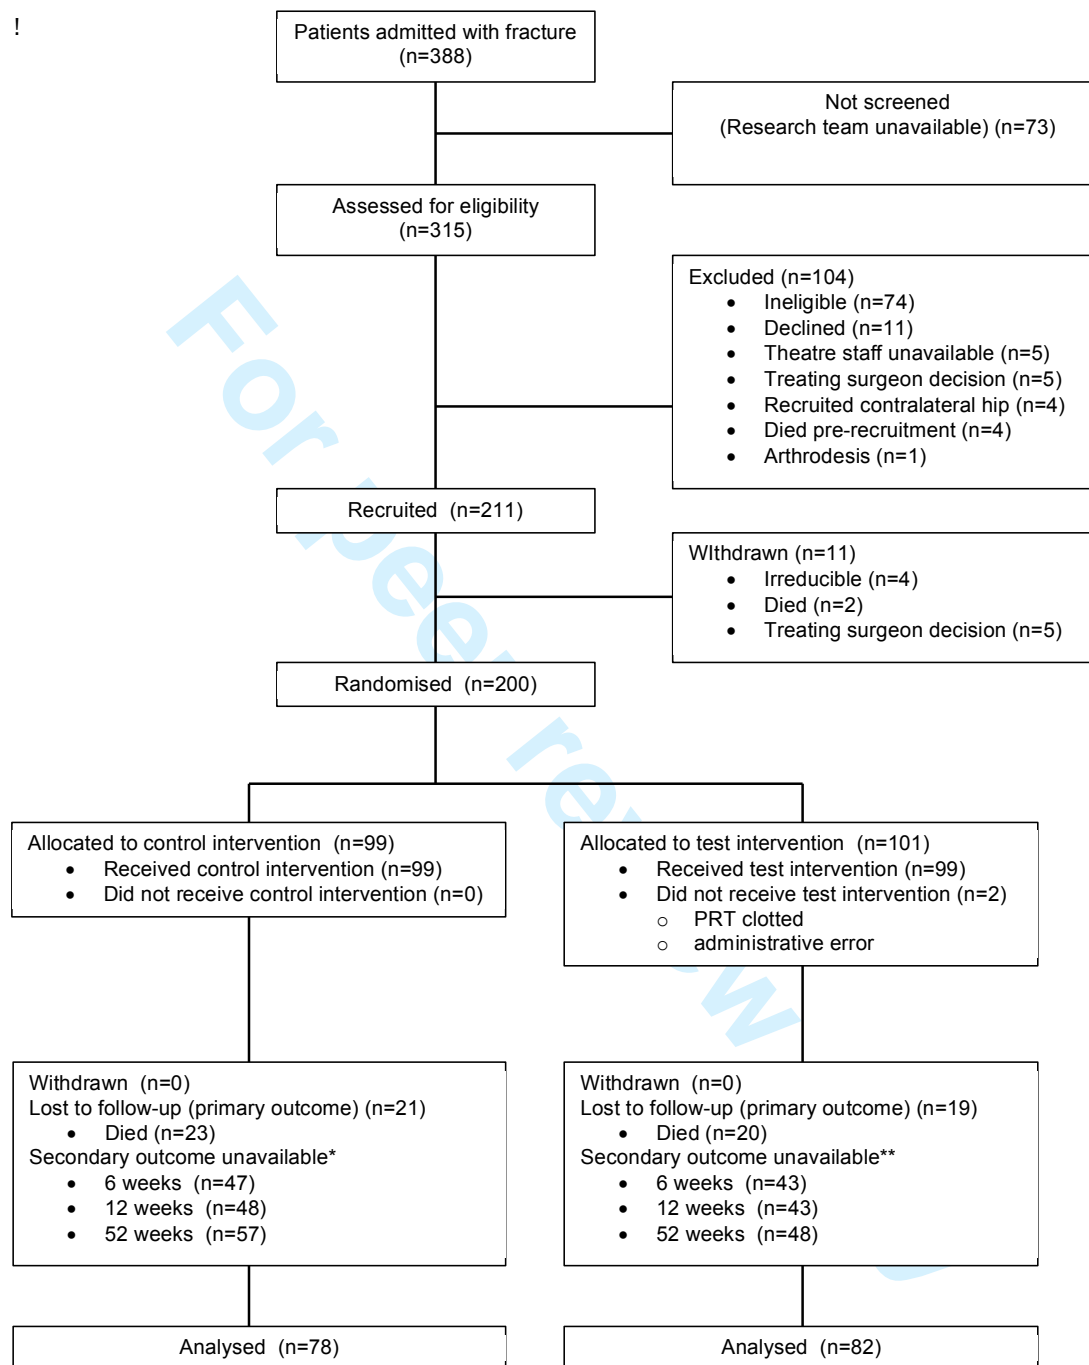 !
Patients admitted with fracture
(n=388)
Not screened
(Research team unavailable) (n=73)
Assessed for eligibility
(n=315)
Excluded (n=104)
• Ineligible (n=74)
• Declined (n=11)
• Theatre staff unavailable (n=5)
• Treating surgeon decision (n=5)
• Recruited contralateral hip (n=4)
• Died pre-recruitment (n=4)
• Arthrodesis (n=1)
Recruited (n=211)
WIthdrawn (n=11)
• Irreducible (n=4)
• Died (n=2)
• Treating surgeon decision (n=5)
Randomised (n=200)
Allocated to control intervention (n=99)
• Received control intervention (n=99)
• Did not receive control intervention (n=0)
Allocated to test intervention (n=101)
• Received test intervention (n=99)
• Did not receive test intervention (n=2)
o PRT clotted
o administrative error
Withdrawn (n=0)
Lost to follow-up (primary outcome) (n=21)
• Died (n=23)
Secondary outcome unavailable*
• 6 weeks (n=47)
• 12 weeks (n=48)
• 52 weeks (n=57)
Withdrawn (n=0)
Lost to follow-up (primary outcome) (n=19)
• Died (n=20)
Secondary outcome unavailable**
• 6 weeks (n=43)
• 12 weeks (n=43)
• 52 weeks (n=48)
Analysed (n=78)
Analysed (n=82)
For peer review